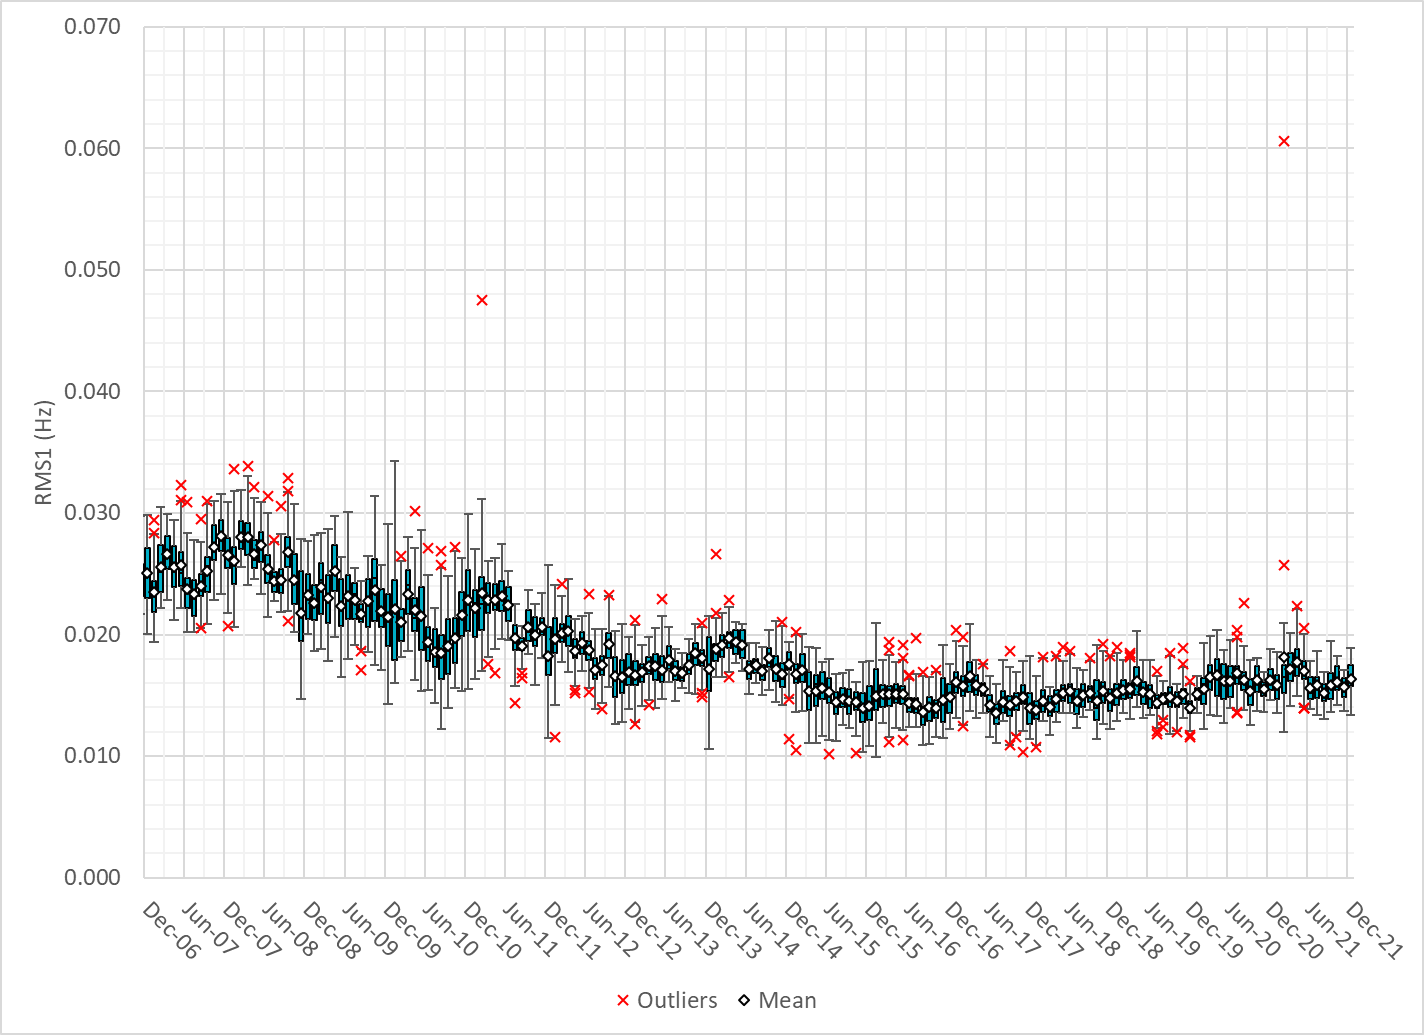 0.070
0.060
0.050
0.040
0.030
0.020
0.010
0.000
RMS1 (Hz)
Dec-06
Jun-07
Dec-07
Jun-08
Dec-08
Jun-09
Dec-09
Jun-10
Dec-10
Jun-11
Dec-11
Jun-12
Dec-12
Jun-13
Dec-13
Jun-14
Dec-14
Jun-15
Dec-15
Jun-16
Dec-16
Jun-17
Dec-17
Jun-18
Dec-18
Jun-19
Dec-19
Jun-20
Dec-20
Jun-21
Dec-21
Outliers
Mean